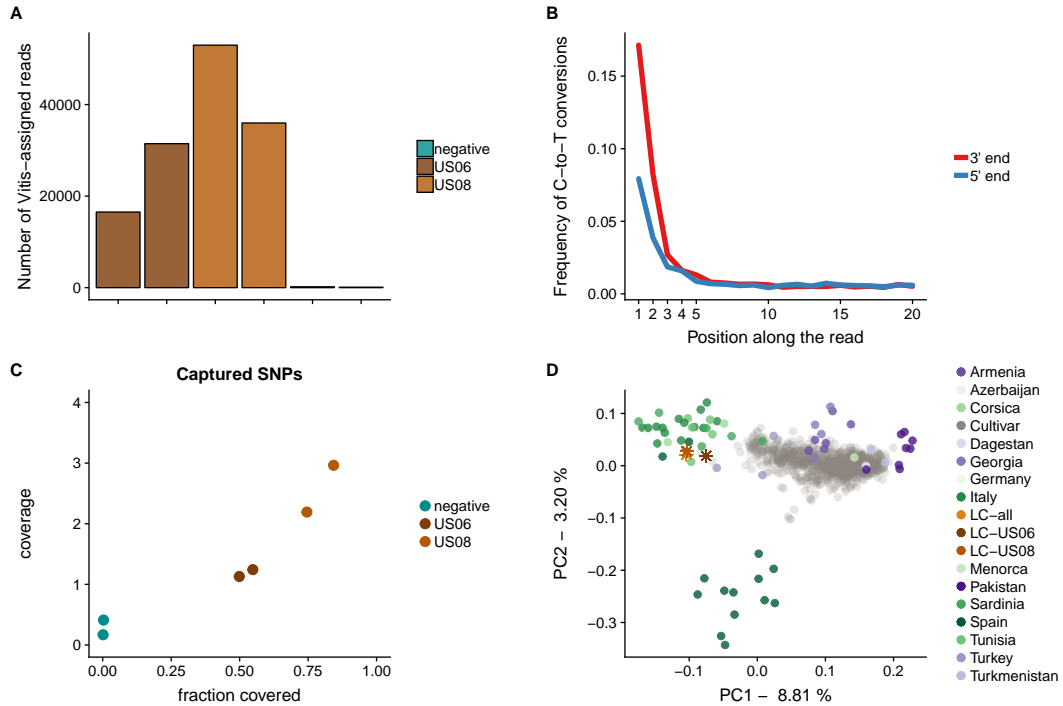 A
Number of Vitis−assigned reads
40000
20000
0
negative
US06
US08
B
Frequency of C−to−T conversions
0.15
0.10
0.05
0.00
1 2 3 4 5 10 15 20
Position along the read
3' end
5' end
C
Captured SNPs
coverage
4
3
2
1
0
0.00 0.25 0.50 0.75 1.00
fraction covered
negative
US06
US08
D
PC2 − 3.20 %
0.1
0.0
−0.1
−0.2
−0.3
−0.1 0.0 0.1 0.2
PC1 − 8.81 %
Armenia
Azerbaijan
Corsica
Cultivar
Dagestan
Georgia
Germany
Italy
LC−all
LC−US06
LC−US08
Menorca
Pakistan
Sardinia
Spain
Tunisia
Turkey
Turkmenistan